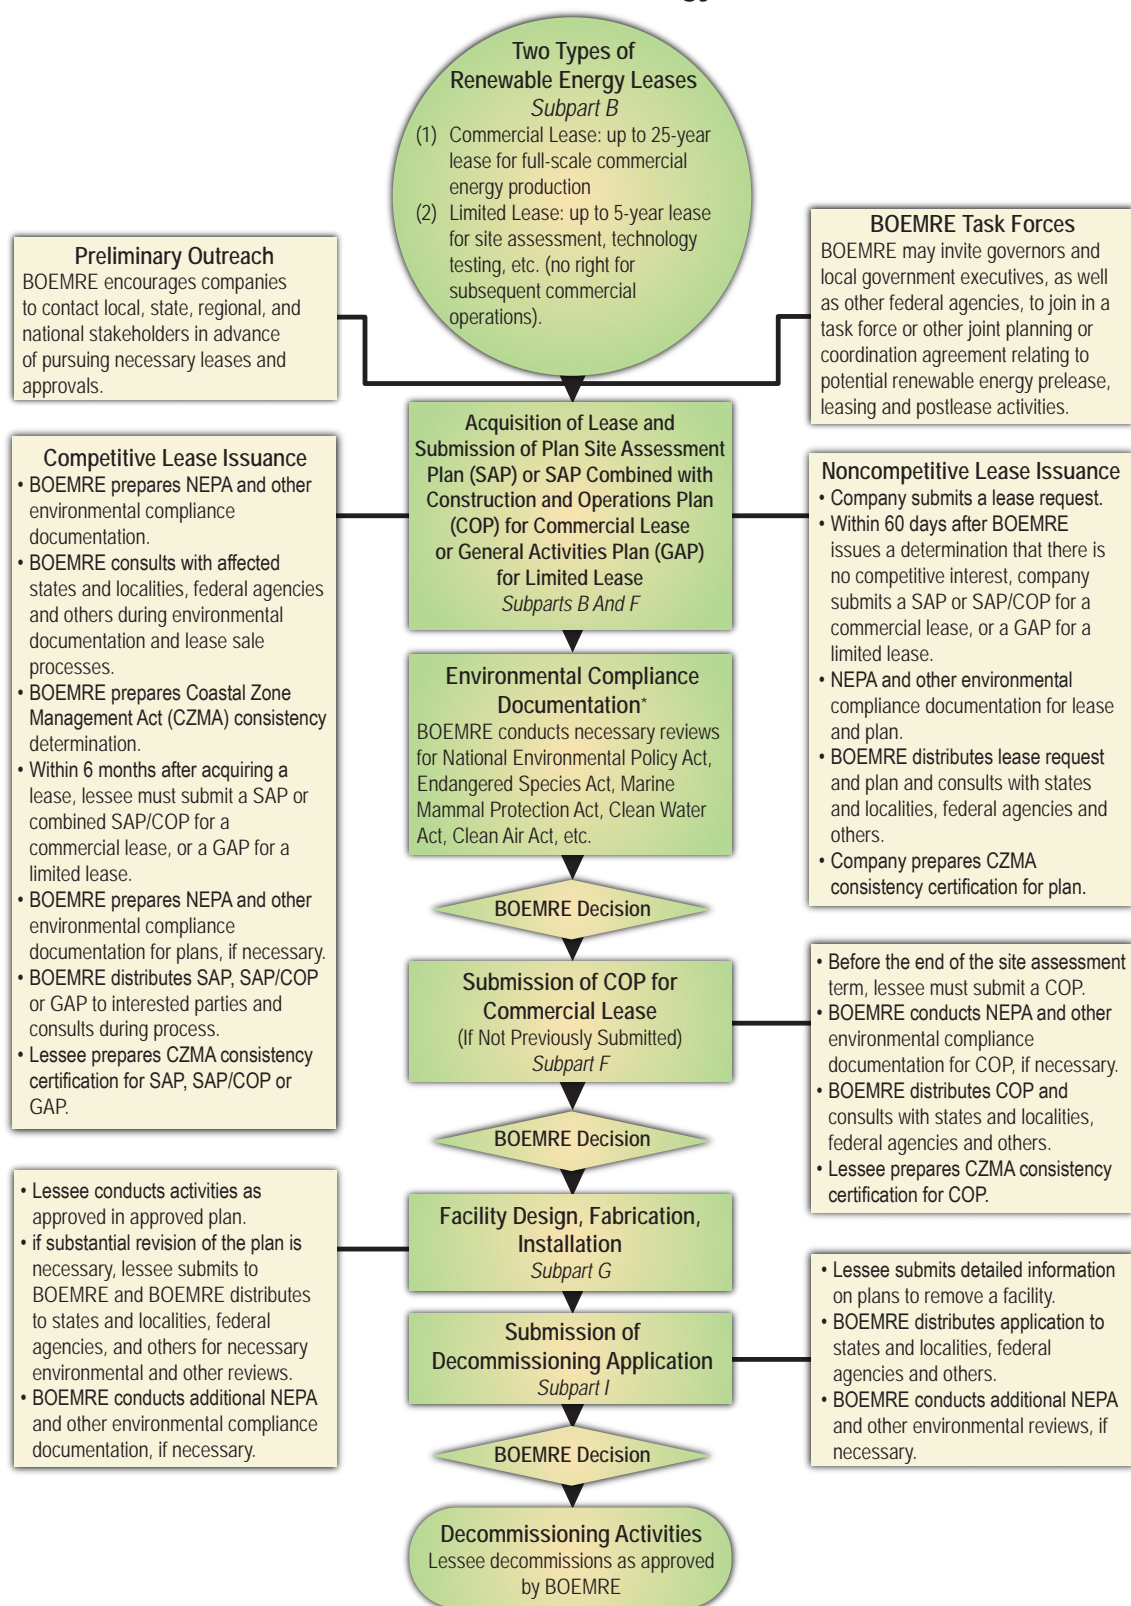 Two Types of
Renewable Energy Leases
Subpart B
(1) Commercial Lease: up to 25-year
lease for full-scale commercial
energy production
(2) Limited Lease: up to 5-year lease
for site assessment, technology
testing, etc. (no right for
subsequent commercial
operations).
Preliminary Outreach
BOEMRE encourages companies
to contact local, state, regional, and
national stakeholders in advance
of pursuing necessary leases and
approvals.
BOEMRE Task Forces
BOEMRE may invite governors and
local government executives, as well
as other federal agencies, to join in a
task force or other joint planning or
coordination agreement relating to
potential renewable energy prelease,
leasing and postlease activities.
Acquisition of Lease and
Submission of Plan Site Assessment
Plan (SAP) or SAP Combined with
Construction and Operations Plan
(COP) for Commercial Lease
or General Activities Plan (GAP)
for Limited Lease
Subparts B And F
Competitive Lease Issuance
• BOEMRE prepares NEPA and other
environmental compliance
documentation.
• BOEMRE consults with affected
states and localities, federal agencies
and others during environmental
documentation and lease sale
processes.
• BOEMRE prepares Coastal Zone
Management Act (CZMA) consistency
determination.
• Within 6 months after acquiring a
lease, lessee must submit a SAP or
combined SAP/COP for a
commercial lease, or a GAP for a
limited lease.
• BOEMRE prepares NEPA and other
environmental compliance
documentation for plans, if necessary.
• BOEMRE distributes SAP, SAP/COP
or GAP to interested parties and
consults during process.
• Lessee prepares CZMA consistency
certification for SAP, SAP/COP or
GAP.
Noncompetitive Lease Issuance
• Company submits a lease request.
• Within 60 days after BOEMRE
issues a determination that there is
no competitive interest, company
submits a SAP or SAP/COP for a
commercial lease, or a GAP for a
limited lease.
• NEPA and other environmental
compliance documentation for lease
and plan.
• BOEMRE distributes lease request
and plan and consults with states
and localities, federal agencies and
others.
• Company prepares CZMA
consistency certification for plan.
Environmental Compliance
Documentation*
BOEMRE conducts necessary reviews
for National Environmental Policy Act,
Endangered Species Act, Marine
Mammal Protection Act, Clean Water
Act, Clean Air Act, etc.
BOEMRE Decision
Submission of COP for
Commercial Lease
(If Not Previously Submitted)
Subpart F
• Before the end of the site assessment
term, lessee must submit a COP.
• BOEMRE conducts NEPA and other
environmental compliance
documentation for COP, if necessary.
• BOEMRE distributes COP and
consults with states and localities,
federal agencies and others.
• Lessee prepares CZMA consistency
certification for COP.
BOEMRE Decision
Facility Design, Fabrication,
Installation
Subpart G
• Lessee conducts activities as
approved in approved plan.
• if substantial revision of the plan is
necessary, lessee submits to
BOEMRE and BOEMRE distributes
to states and localities, federal
agencies, and others for necessary
environmental and other reviews.
• BOEMRE conducts additional NEPA
and other environmental compliance
documentation, if necessary.
Submission of
Decommissioning Application
Subpart I
• Lessee submits detailed information
on plans to remove a facility.
• BOEMRE distributes application to
states and localities, federal
agencies and others.
• BOEMRE conducts additional NEPA
and other environmental reviews, if
necessary.
BOEMRE Decision
Decommissioning Activities
Lessee decommissions as approved
by BOEMRE